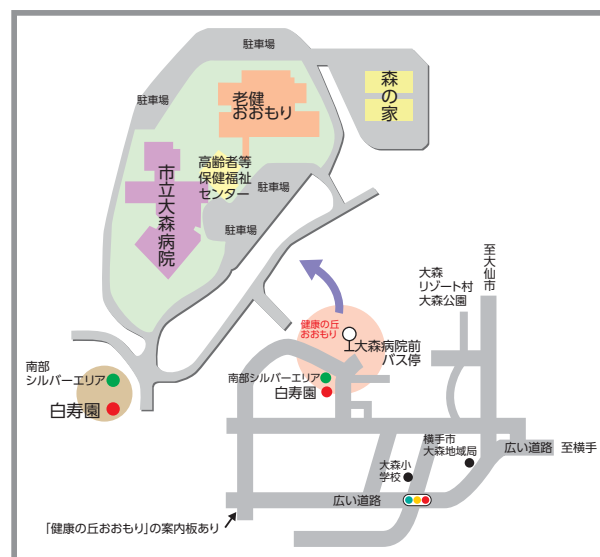 駐車場
駐車場
老健
おおもり
森の家
高齢者等
保健福祉
センター
駐車場
市立大森病院
駐車場
至大仙市
大森
リゾート村
大森公園
健康の丘
おおもり
大森病院前
バス停
南部
シルバーエリア
白寿園
南部シルバーエリア
白寿園
横手市
大森地域局
広い道路
至横手
大森小
学校
広い道路
「健康の丘おおもり」の案内板あり